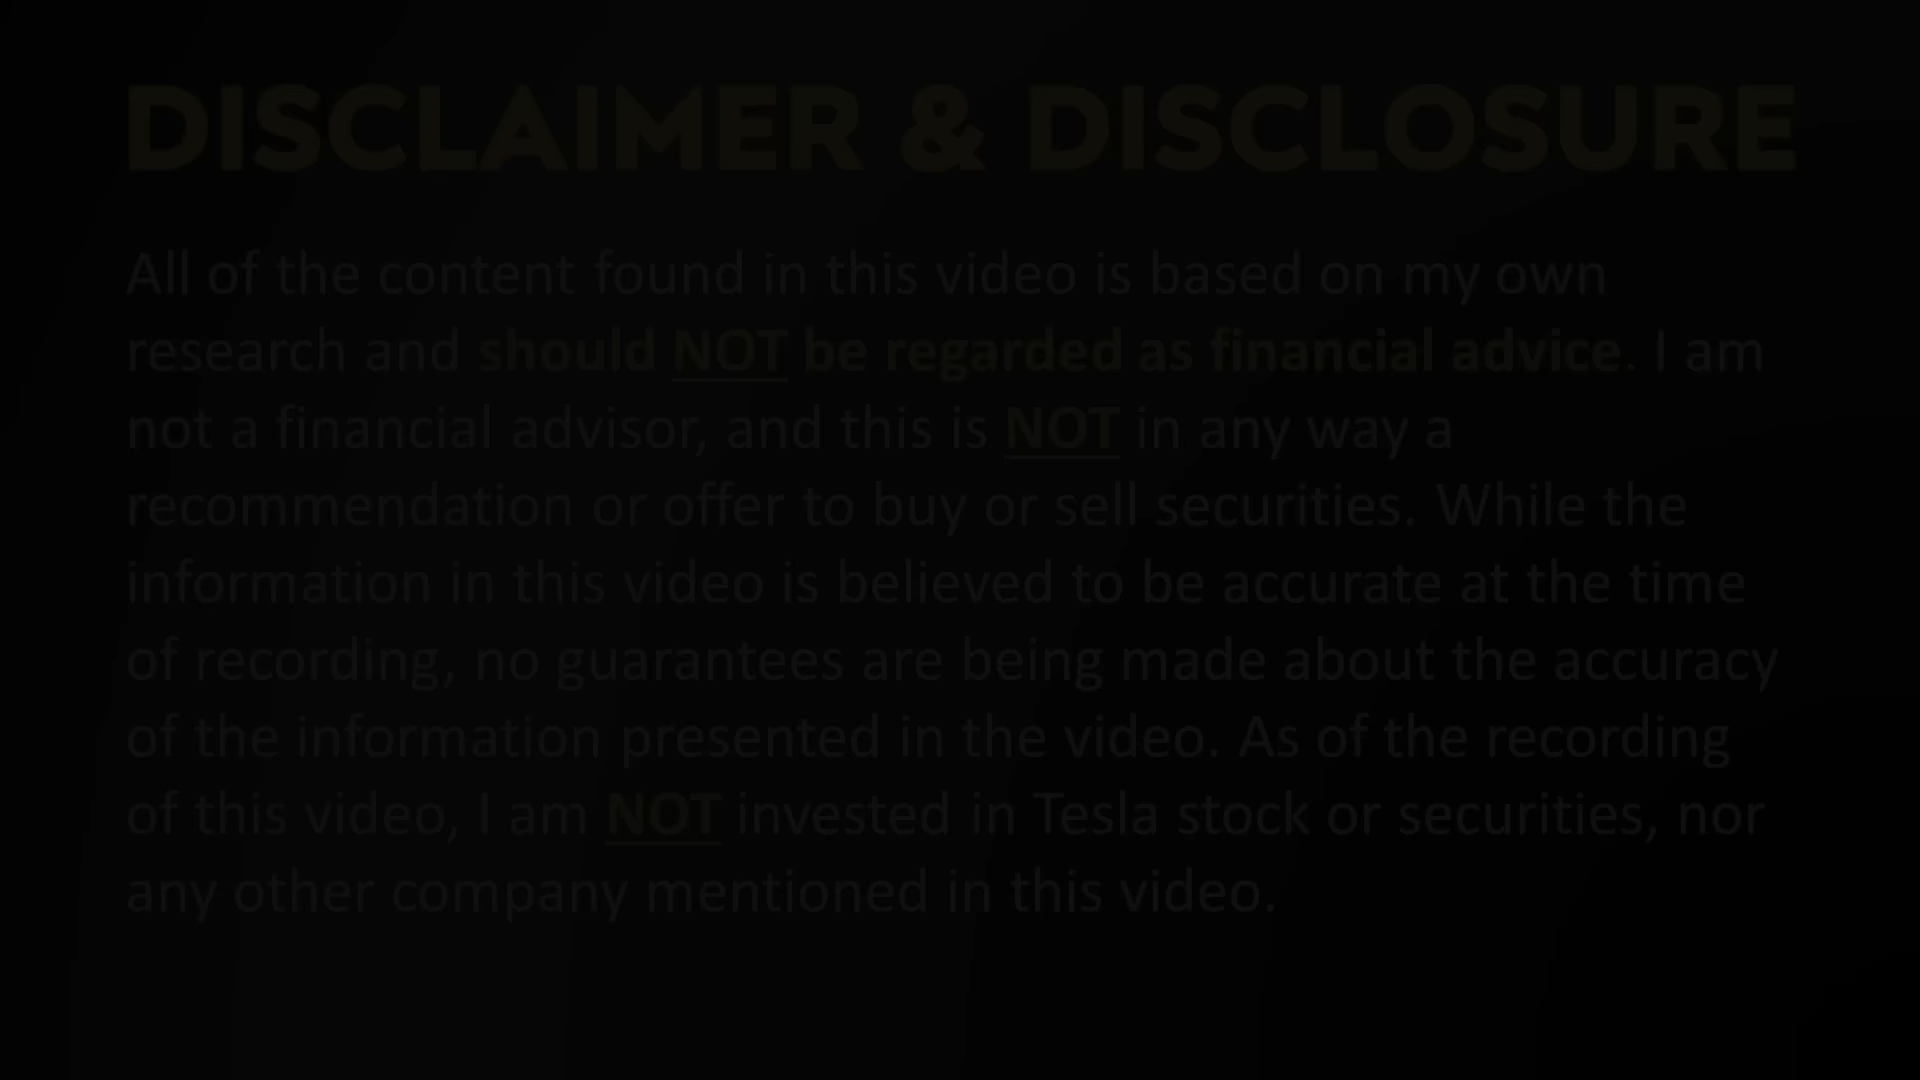 DISCLAIMER & DISCLOSURE
All of the content found in this video is based on my own
research and should NOT be regarded as financial advice. I am
not a financial advisor, and this is NOT in any way a
recommendation or offer to buy or sell securities. While the
information in this video is believed to be accurate at the time
of recording, no guarantees are being made about the accuracy
of the information presented in the video. As of the recording
of this video, I am NOT invested in Tesla stock or securities, nor
any other company mentioned in this video.